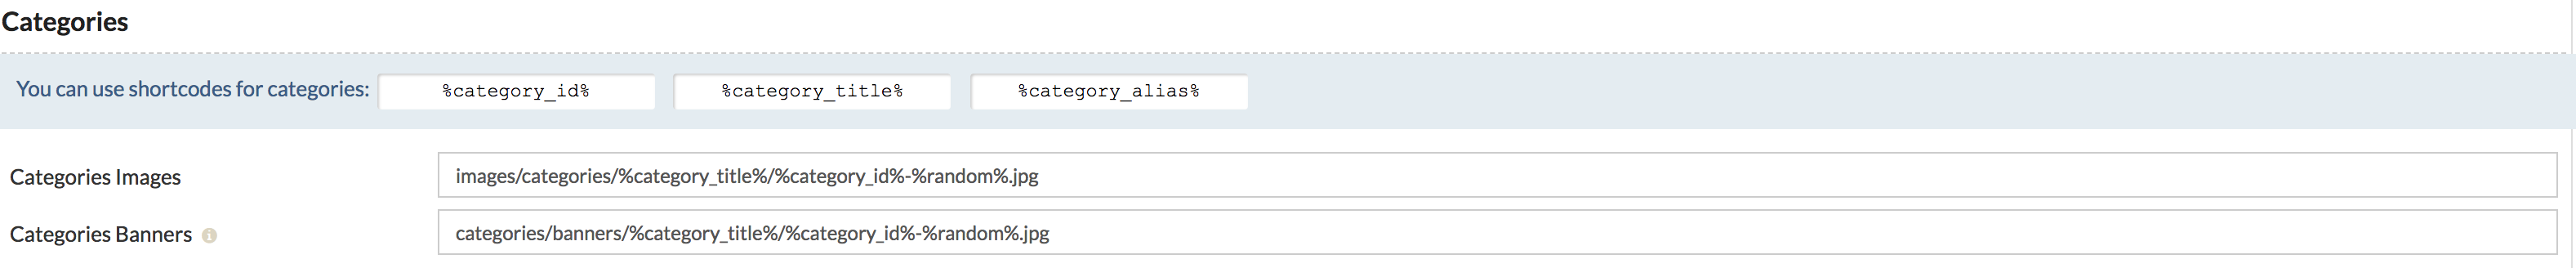 Categories
You can use shortcodes for categories: %category_id% %category_title% %category_alias%
Categories Images images/categories/%category_title%/%category_id%-%random%.jpg
Categories Banners categories/banners/%category_title%/%category_id%-%random%.jpg